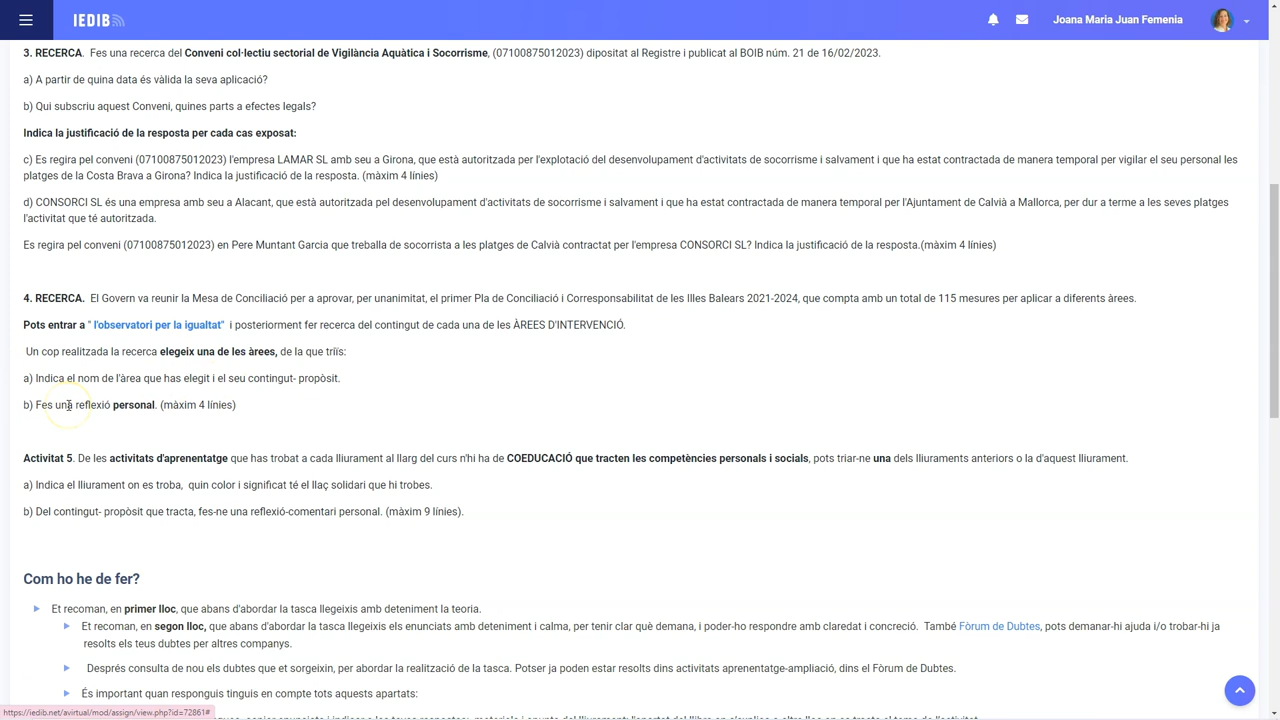 IEDIB
Joana Maria Juan Femenia
3. RECERCA. Fes una recerca del Conveni col·lectiu sectorial de Vigilància Aquàtica i Socorrisme, (07100875012023) dipositat al Registre i publicat al BOIB núm. 21 de 16/02/2023.
a) A partir de quina data és vàlida la seva aplicació?
b) Qui subscriu aquest Conveni, quines parts a efectes legals?
Indica la justificació de la resposta per cada cas exposat:
c) Es regira pel conveni (07100875012023) l'empresa LAMAR SL amb seu a Girona, que està autoritzada per l'explotació del desenvolupament d'activitats de socorrisme i salvament i que ha estat contractada de manera temporal per vigilar el seu personal les
platges de la Costa Brava a Girona? Indica la justificació de la resposta. (màxim 4 línies)
d) CONSORCI SL és una empresa amb seu a Alacant, que està autoritzada pel desenvolupament d'activitats de socorrisme i salvament i que ha estat contractada de manera temporal per l'Ajuntament de Calvià a Mallorca, per dur a terme a les seves platges
l'activitat que té autoritzada.
Es regira pel conveni (07100875012023) en Pere Muntant Garcia que treballa de socorrista a les platges de Calvià contractat per l'empresa CONSORCI SL? Indica la justificació de la resposta.(màxim 4 línies)
4. RECERCA. El Govern va reunir la Mesa de Conciliació per a aprovar, per unanimitat, el primer Pla de Conciliació i Corresponsabilitat de les Illes Balears 2021-2024, que compta amb un total de 115 mesures per aplicar a diferents àrees.
Pots entrar a " l'observatori per la igualtat" i posteriorment fer recerca del contingut de cada una de les ÀREES D'INTERVENCIÓ.
Un cop realitzada la recerca elegeix una de les àrees, de la que triïs:
a) Indica el nom de l'àrea que has elegit i el seu contingut- propòsit.
b) Fes una reflexió personal. (màxim 4 línies)
Activitat 5. De les activitats d'aprenentatge que has trobat a cada lliurament al llarg del curs n'hi ha de COEDUCACIÓ que tracten les competències personals i socials, pots triar-ne una dels lliuraments anteriors o la d'aquest lliurament.
a) Indica el lliurament on es troba, quin color i significat té el llaç solidari que hi trobes.
b) Del contingut- propòsit que tracta, fes-ne una reflexió-comentari personal. (màxim 9 línies).
Com ho he de fer?
Et recoman, en primer lloc, que abans d'abordar la tasca llegeixis amb deteniment la teoria.
Et recoman, en segon lloc, que abans d'abordar la tasca llegeixis els enunciats amb deteniment i calma, per tenir clar què demana, i poder-ho respondre amb claredat i concreció. També Fòrum de Dubtes, pots demanar-hi ajuda i/o trobar-hi ja
resolts els teus dubtes per altres companys.
Després consulta de nou els dubtes que et sorgeixin, per abordar la realització de la tasca. Potser ja poden estar resolts dins activitats aprenentatge-ampliació, dins el Fòrum de Dubtes.
És important quan responguis tinguis en compte tots aquests apartats:
https://iedib.net/avirtual/mod/assign/view.php?id=72861#